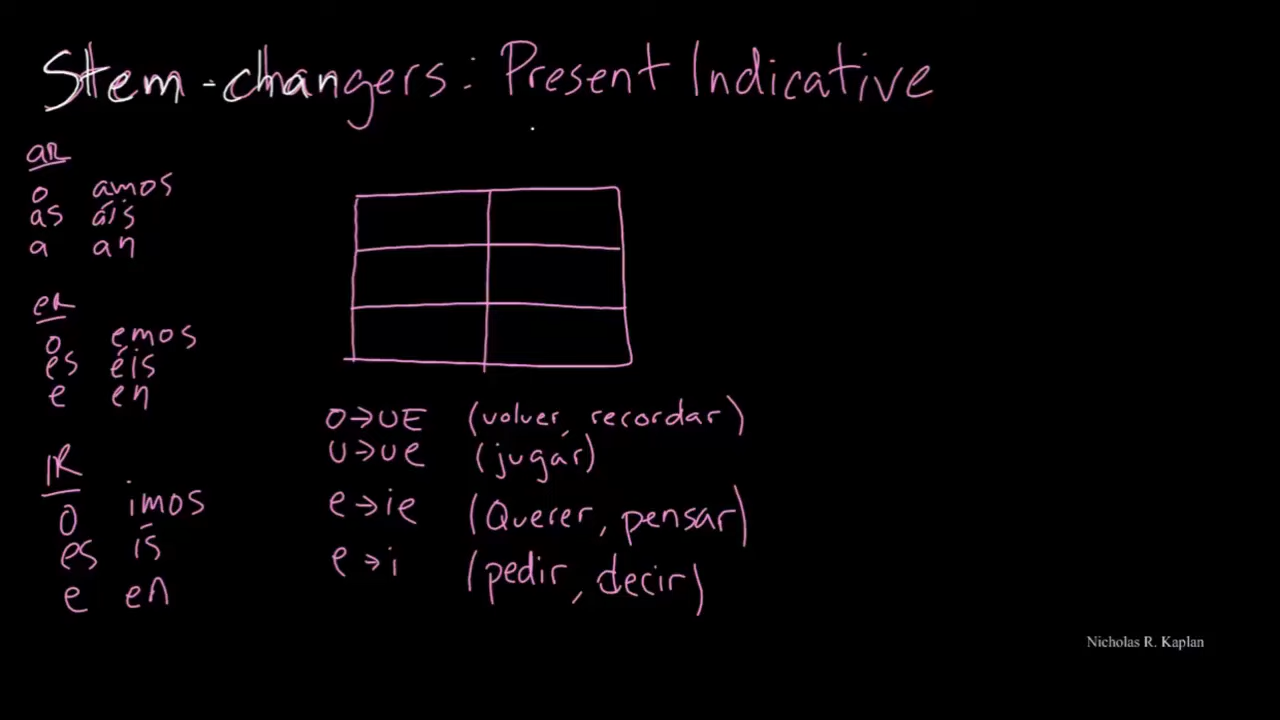 Stem-changers: Present Indicative
aR
o amos
as áis
a an
eR
o emos
es éis
e en
IR
o imos
es ís
e en
o→UE (volver, recordar)
u→ue (jugar)
e→ie (Querer, pensar)
e→i (pedir, decir)
Nicholas R. Kaplan